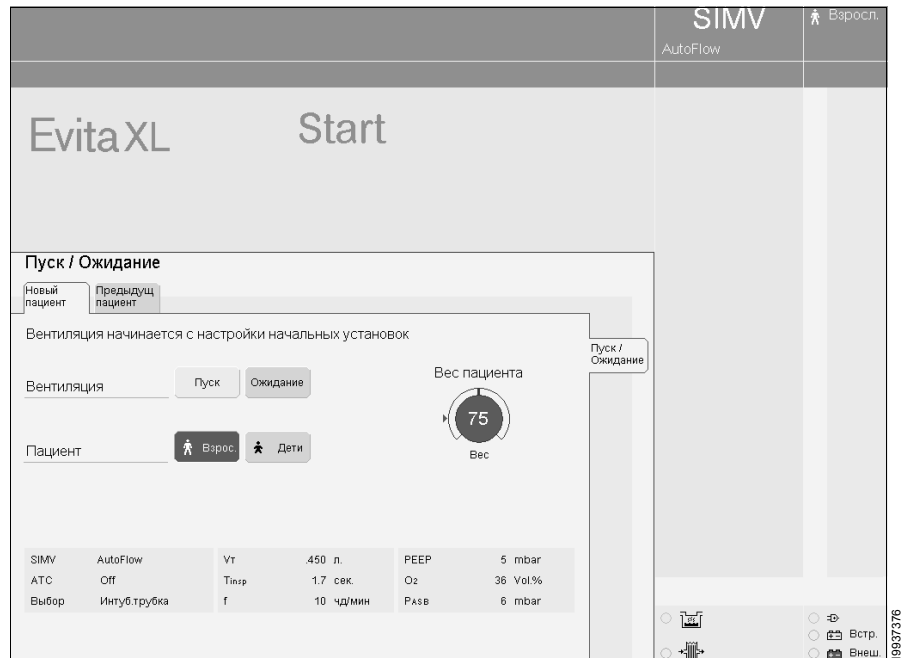 SIMV
AutoFlow
Взросл.
Evita XL
Start
Пуск / Ожидание
Новый
пациент
Предыдущ
пациент
Вентиляция начинается с настройки начальных установок
Пуск /
Ожидание
Вентиляция
Пуск
Ожидание
Вес пациента
75
Вес
Пациент
Взрос.
Дети
SIMV AutoFlow VT .450 л. PEEP 5 mbar
ATC Off Tinsp 1.7 сек. O2 36 Vol.%
Выбор Интуб.трубка f 10 чд/мин PASB 6 mbar
Встр.
Внеш.